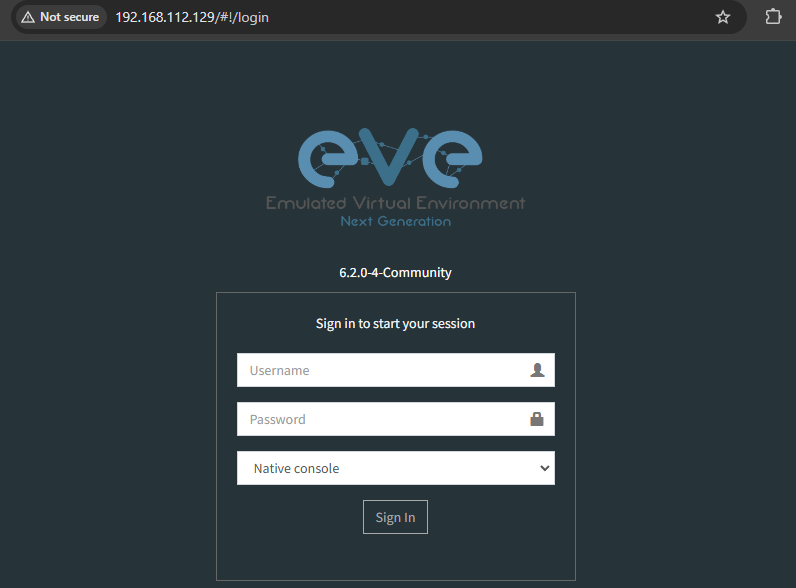 Not secure 192.168.112.129/#!/login
eve
Emulated Virtual Environment
Next Generation
6.2.0-4-Community
Sign in to start your session
Username
Password
Native console
Sign In